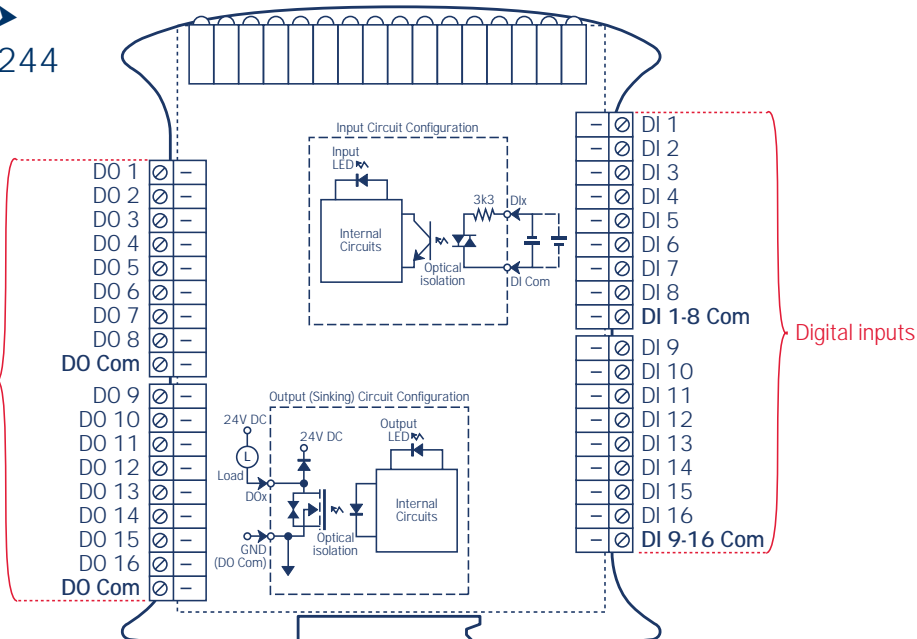 244
Input Circuit Configuration
Input
LED
Internal
Circuits
3k3
DIx
Optical
isolation
DI Com
DO 1
DO 2
DO 3
DO 4
DO 5
DO 6
DO 7
DO 8
DO Com
DO 9
DO 10
DO 11
DO 12
DO 13
DO 14
DO 15
DO 16
DO Com
Output (Sinking) Circuit Configuration
24V DC
24V DC
Output
LED
L
Load
DOx
Internal
Circuits
Optical
isolation
GND
(DO Com)
DI 1
DI 2
DI 3
DI 4
DI 5
DI 6
DI 7
DI 8
DI 1-8 Com
DI 9
DI 10
DI 11
DI 12
DI 13
DI 14
DI 15
DI 16
DI 9-16 Com
Digital inputs